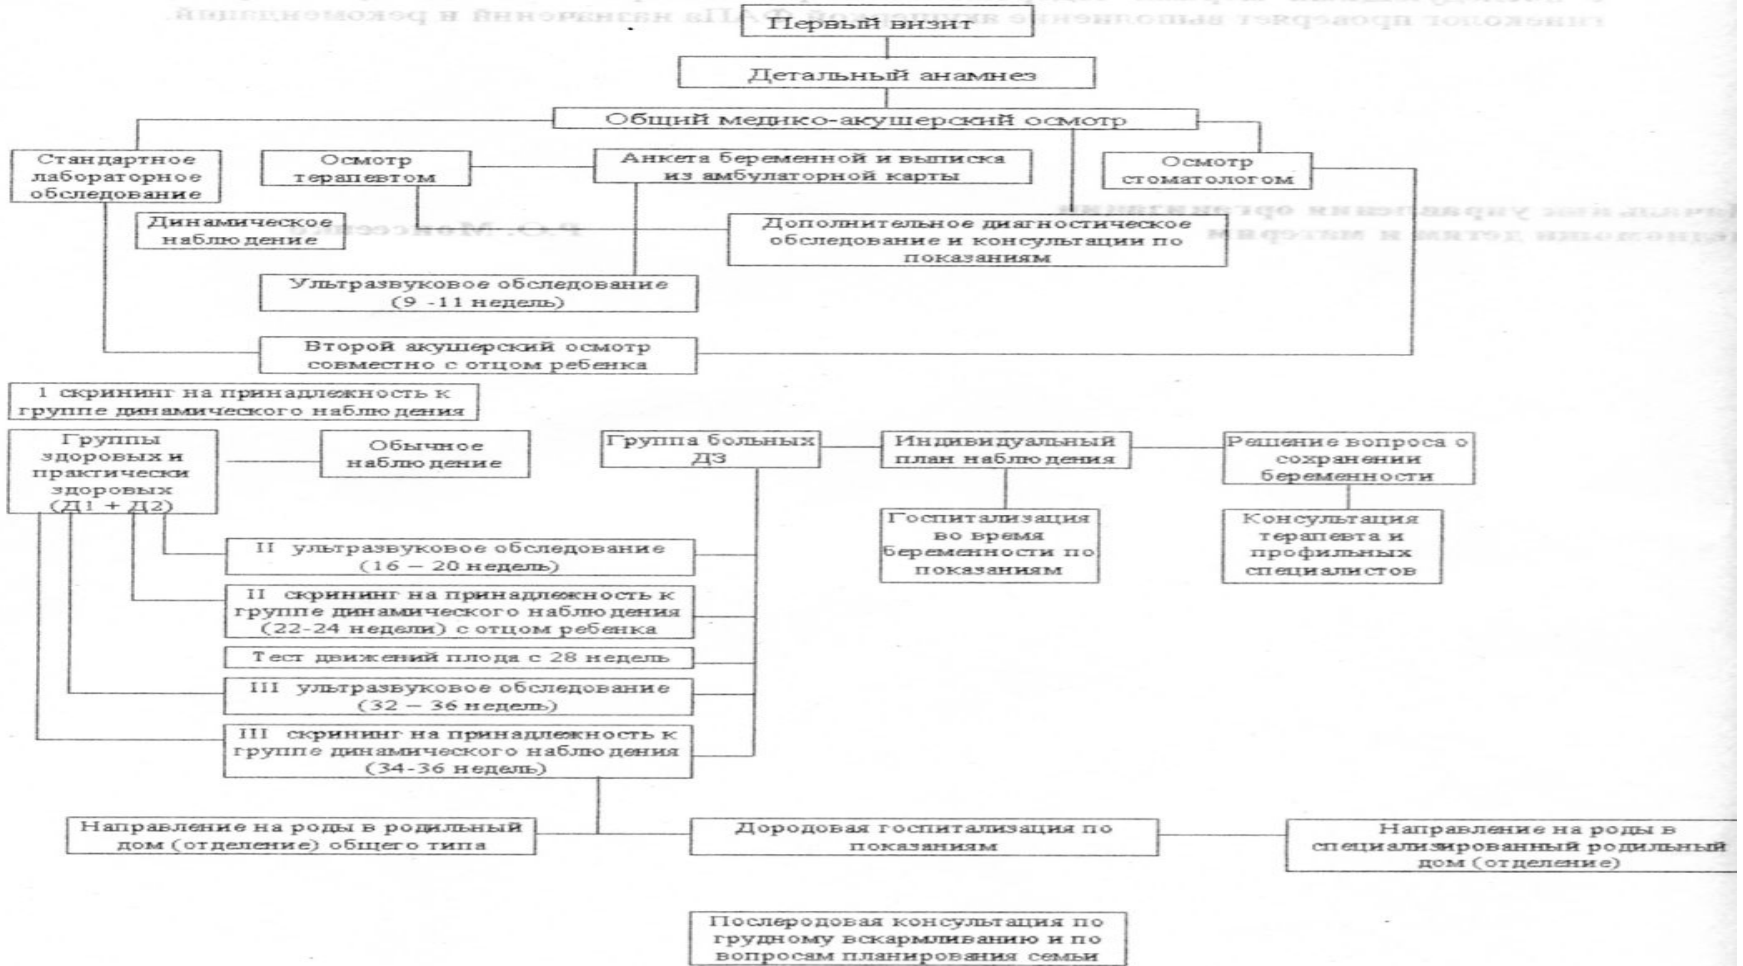 Первый визит
Детальный анамнез
Общий медико-акушерский осмотр
Стандартное
лабораторное
обследование
Осмотр
терапевтом
Анкета беременной и выписка
из амбулаторной карты
Осмотр
стоматологом
Динамическое
наблюдение
Дополнительное диагностическое
обследование и консультации по
показаниям
Ультразвуковое обследование
(9 -11 недель)
Второй акушерский осмотр
совместно с отцом ребенка
1 скрининг на принадлежность к
группе динамического наблюдения
Группы
здоровых и
практически
здоровых
(Д1 + Д2)
Обычное
наблюдение
Группа больных
Д3
Индивидуальный
план наблюдения
Решение вопроса о
сохранении
беременности
Госпитализация
во время
беременности по
показаниям
Консультация
терапевта и
профильных
специалистов
II ультразвуковое обследование
(16 – 20 недель)
II скрининг на принадлежность к
группе динамического наблюдения
(22-24 недели) с отцом ребенка
Тест движений плода с 28 недель
III ультразвуковое обследование
(32 – 36 недель)
III скрининг на принадлежность к
группе динамического наблюдения
(34-36 недель)
Направление на роды в родильный
дом (отделение) общего типа
Дородовая госпитализация по
показаниям
Направление на роды в
специализированный родильный
дом (отделение)
Послеродовая консультация по
грудному вскармливанию и по
вопросам планирования семьи